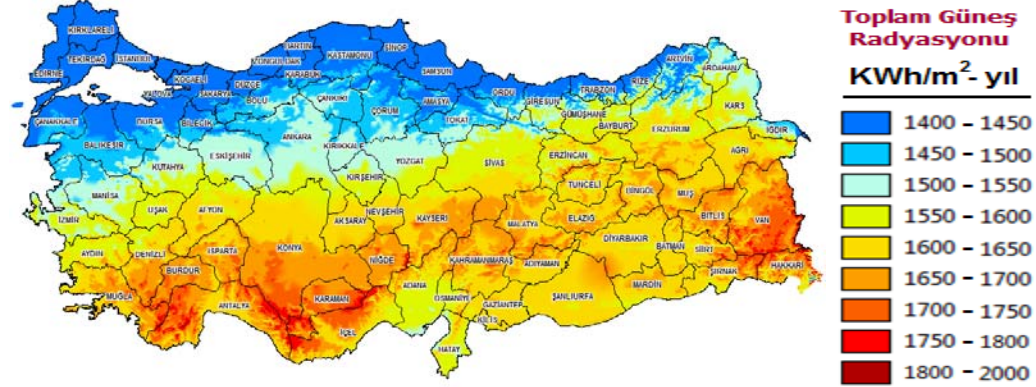 Toplam Güneş
Radyasyonu
KWh/m²- yıl
1400 - 1450
1450 - 1500
1500 - 1550
1550 - 1600
1600 - 1650
1650 - 1700
1700 - 1750
1750 - 1800
1800 - 2000
KIRKLARELİ
EDİRNE
TEKİRDAĞ
İSTANBUL
KOCAELİ
YALOVA
SAKARYA
DÜZCE
BOLU
ZONGULDAK
BARTIN
KARABÜK
KASTAMONU
SİNOP
SAMSUN
ORDU
GİRESUN
TRABZON
RİZE
ARTVİN
ARDAHAN
ÇANAKKALE
BURSA
BİLECİK
ÇANKIRI
ÇORUM
AMASYA
TOKAT
GÜMÜŞHANE
BAYBURT
ERZURUM
KARS
IĞDIR
BALIKESİR
KÜTAHYA
ESKİŞEHİR
ANKARA
KIRIKKALE
YOZGAT
SİVAS
ERZİNCAN
AĞRI
MANİSA
UŞAK
AFYON
KIRŞEHİR
TUNCELİ
BİNGÖL
MUŞ
İZMİR
AKSARAY
NEVŞEHİR
KAYSERİ
MALATYA
ELAZIĞ
BİTLİS
VAN
AYDIN
DENİZLİ
ISPARTA
KONYA
NİĞDE
KAHRAMANMARAŞ
ADIYAMAN
DİYARBAKIR
BATMAN
SİİRT
ŞIRNAK
HAKKARİ
BURDUR
MUĞLA
ANTALYA
KARAMAN
İÇEL
ADANA
OSMANİYE
GAZİANTEP
KİLİS
ŞANLIURFA
MARDİN
HATAY